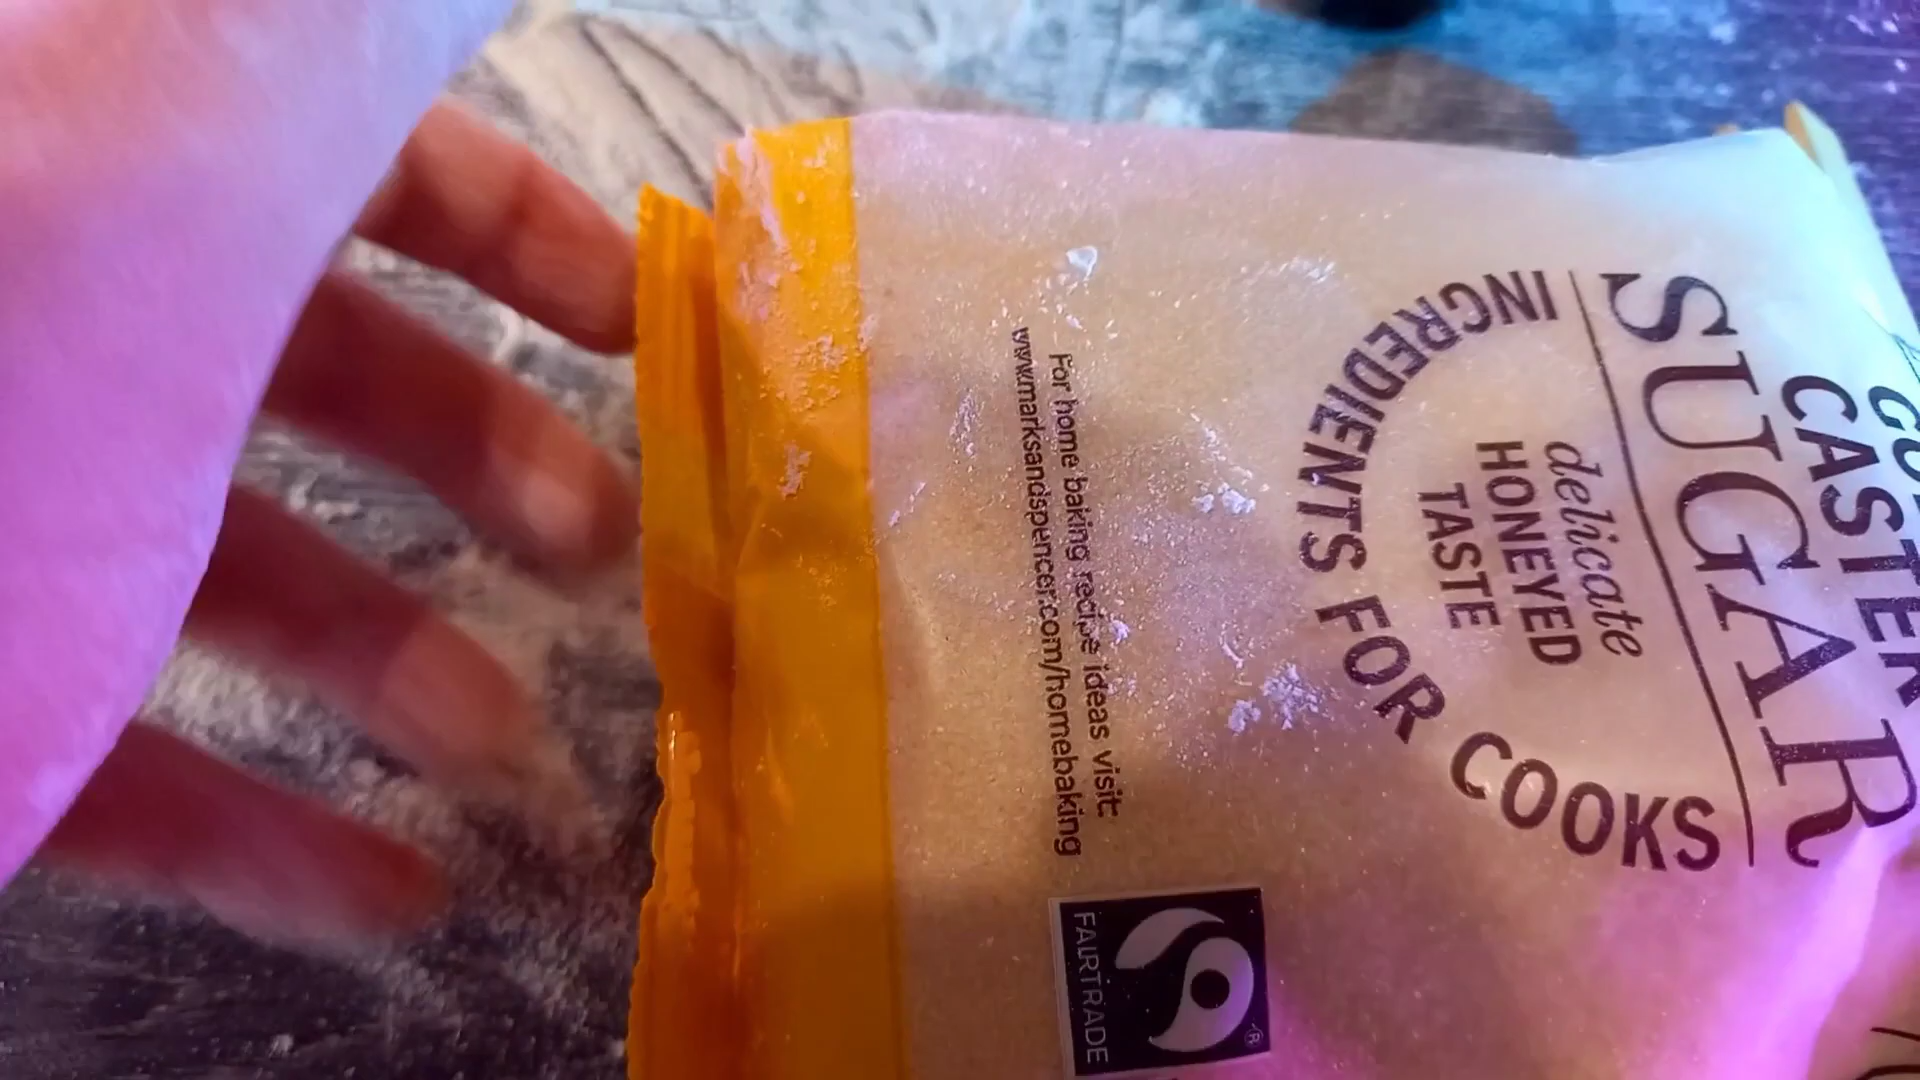 CASTER
SUGAR
delicate
HONEYED
TASTE
INGREDIENTS FOR COOKS
For home baking recipe ideas visit:
www.marksandspencer.com/homebaking
FAIRTRADE
®